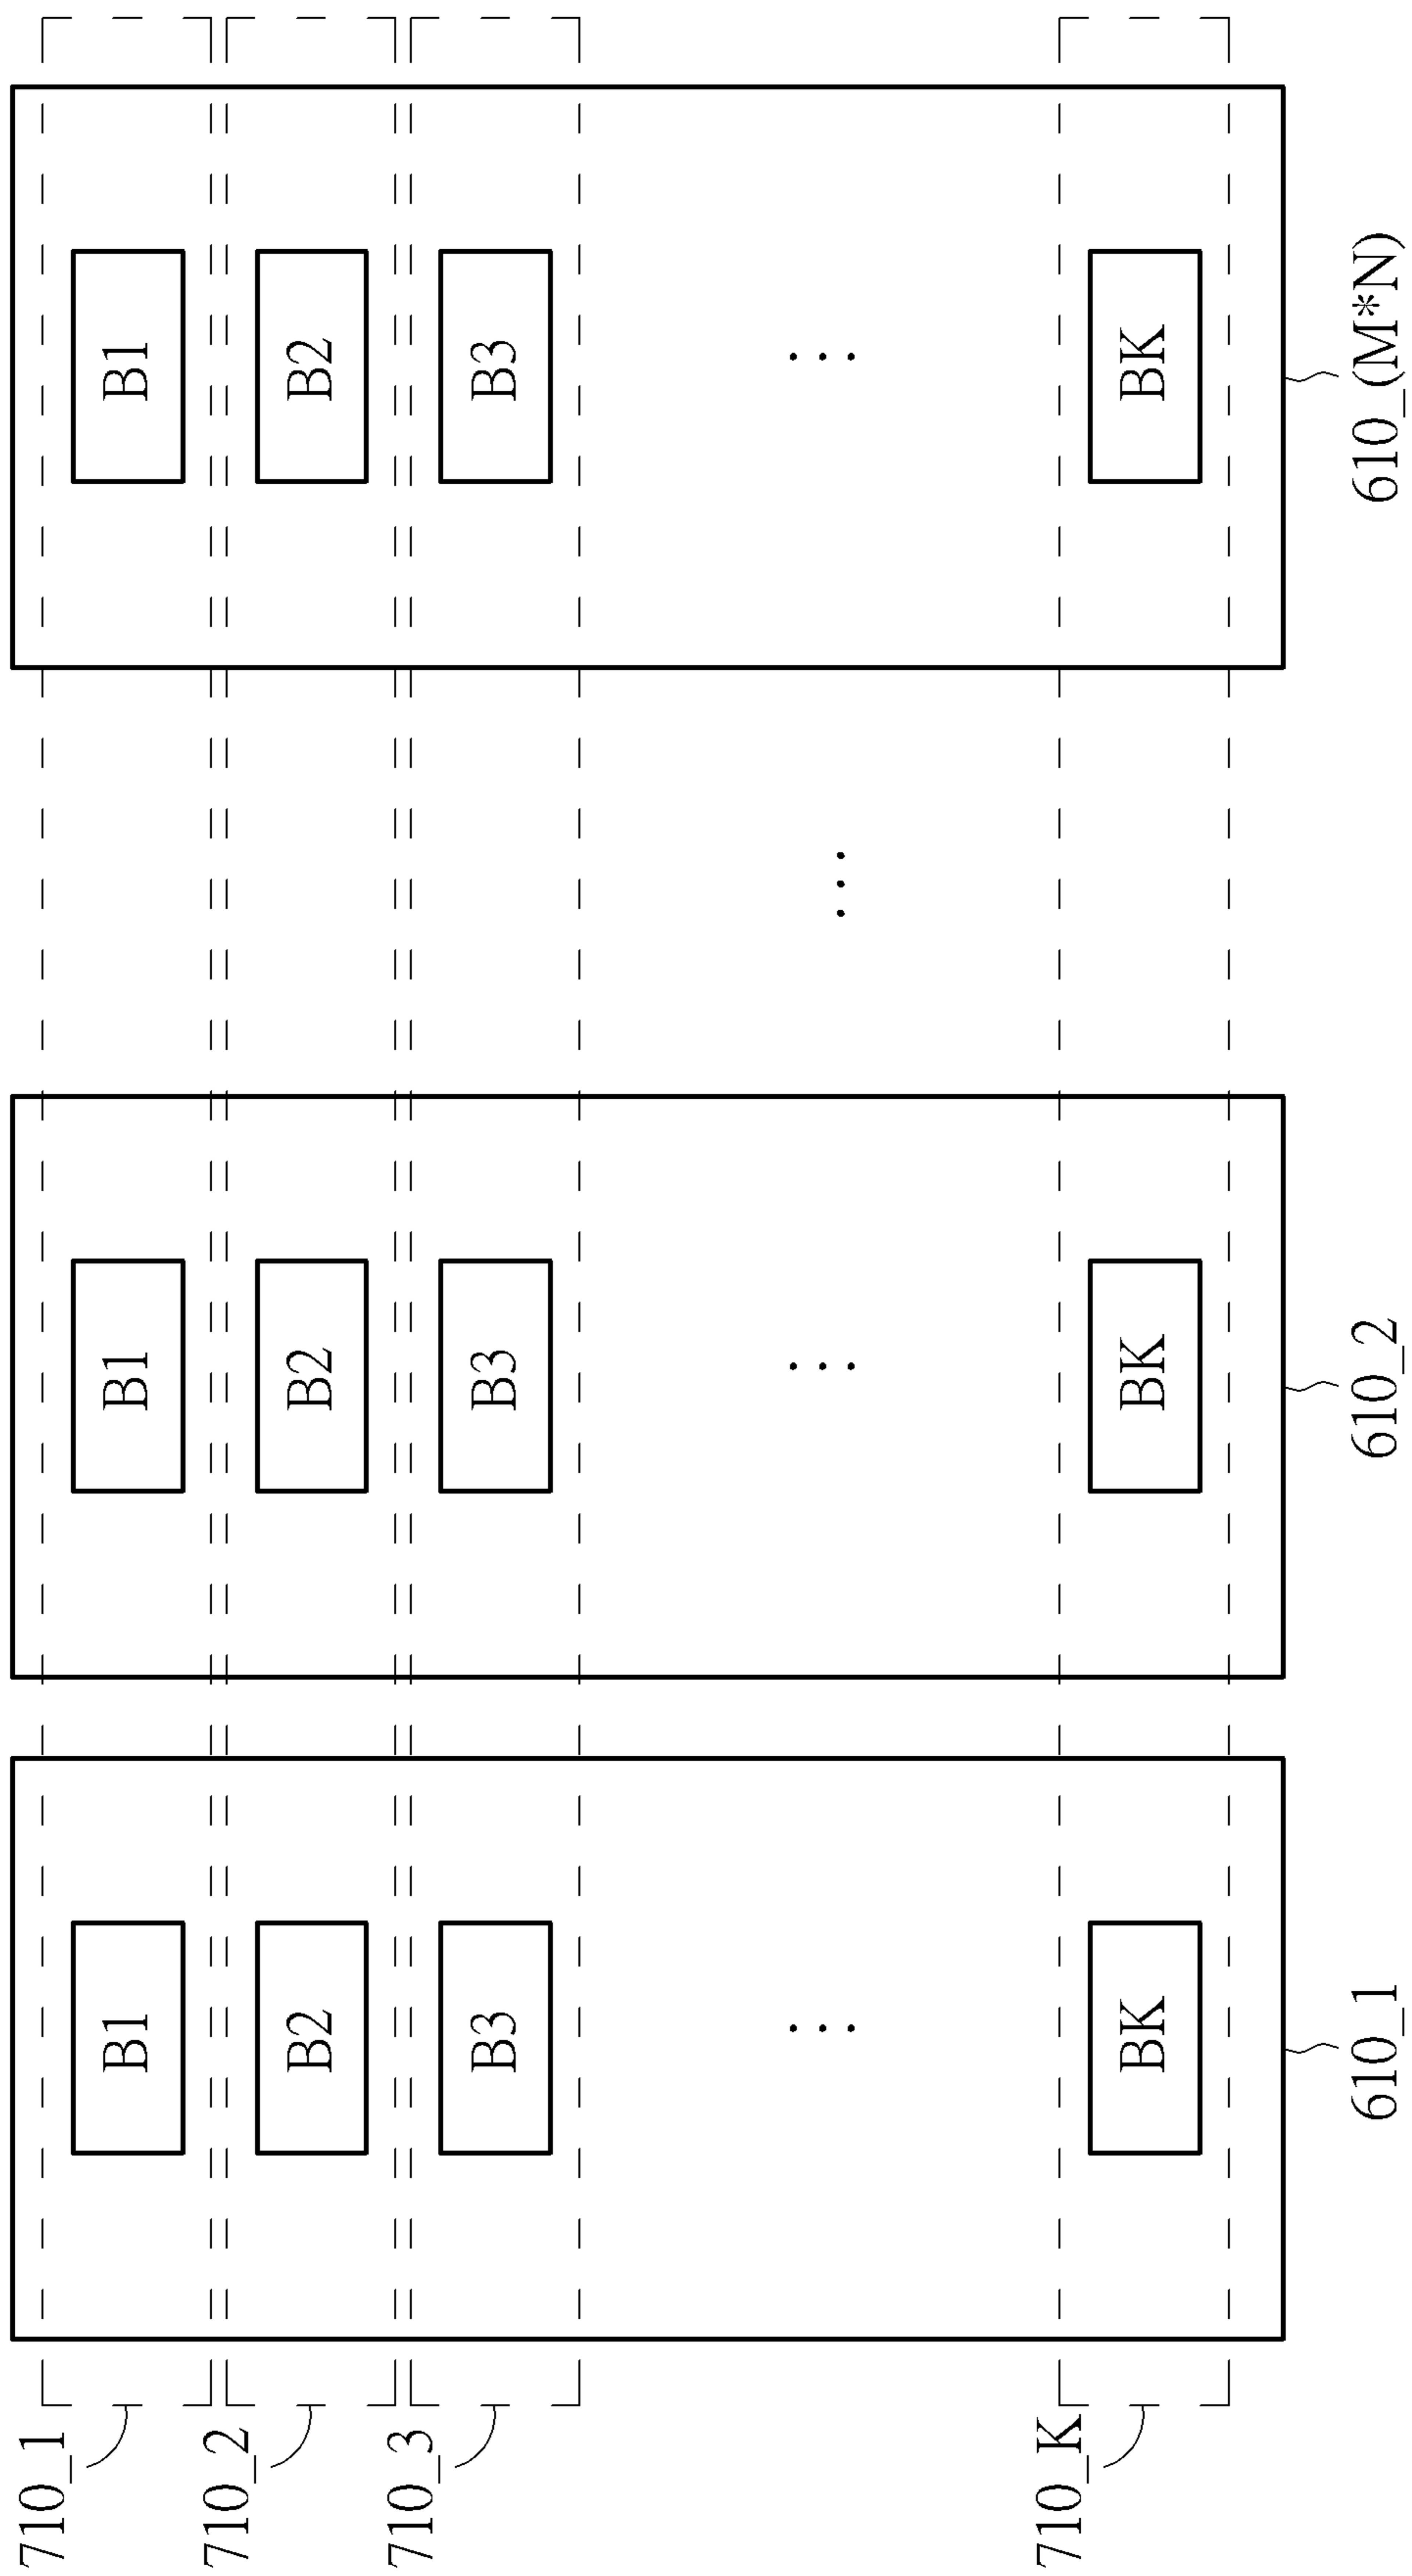 710_1 B1 B1 B1
710_2 B2 B2 B2
710_3 B3 B3 B3
⋮ ⋮ ... ⋮
710_K BK BK BK
610_1 610_2 610_(M*N)